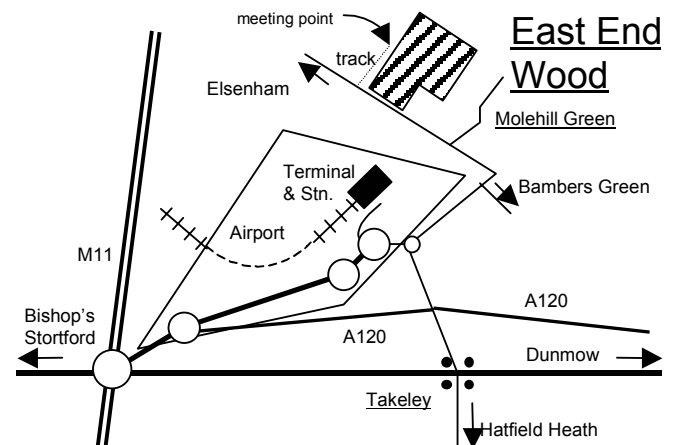 meeting point
East End
Wood
track
Elsenham
Molehill Green
Terminal
& Stn.
Bambers Green
Airport
M11
A120
Bishop's
Stortford
A120
Dunmow
Takeley
Hatfield Heath